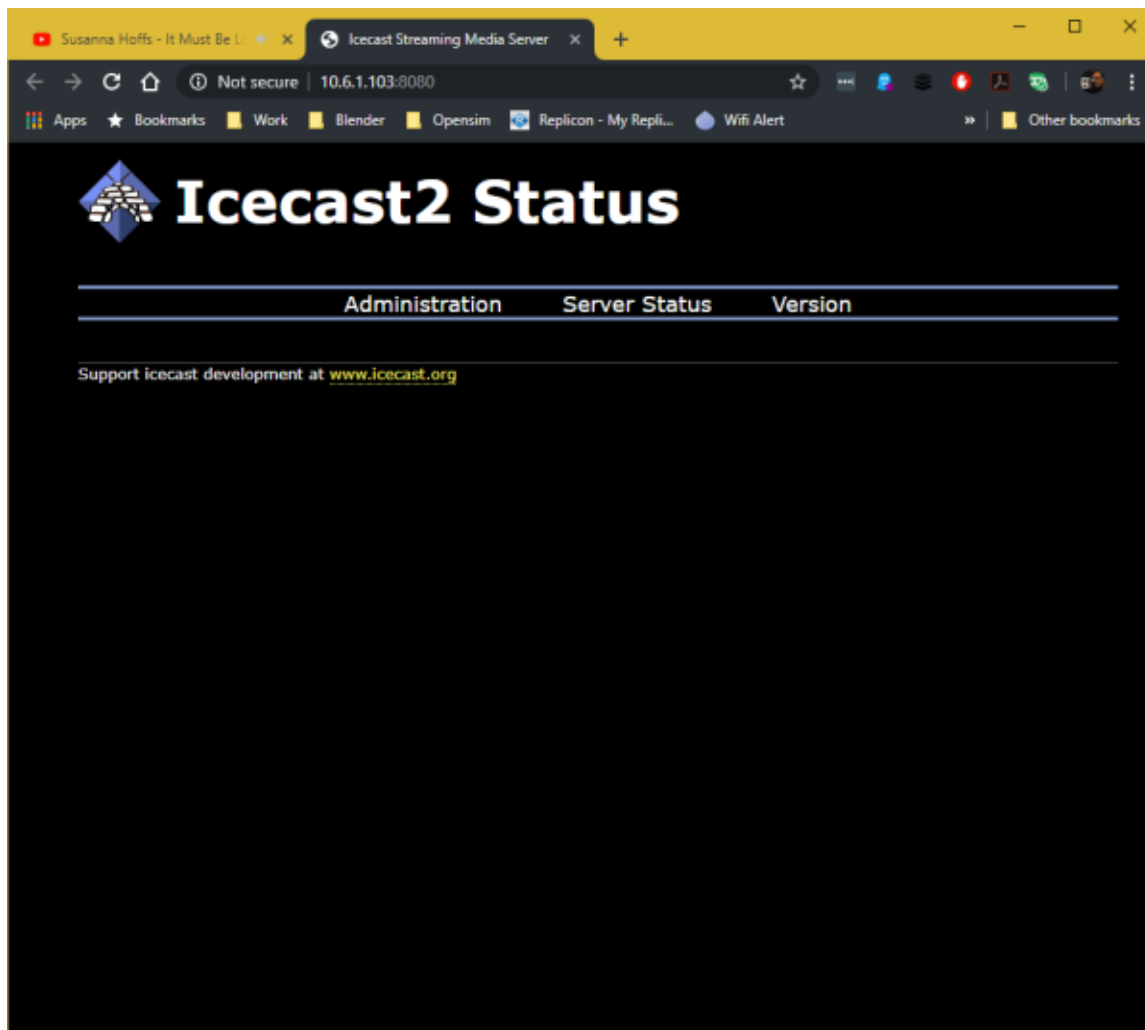 Susanna Hoffs - It Must Be L
Icecast Streaming Media Server
Not secure | 10.6.1.103:8080
Apps Bookmarks Work Blender Opensim Replicon - My Repli... Wifi Alert » Other bookmarks
Icecast2 Status
Administration Server Status Version
Support icecast development at www.icecast.org